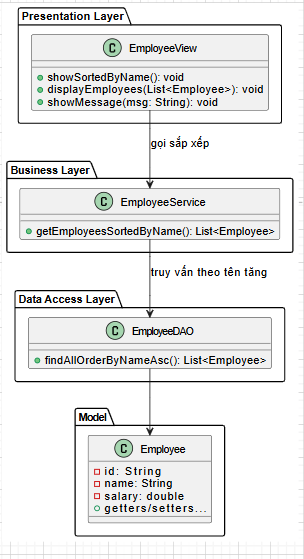 Presentation Layer
C EmployeeView
showSortedByName(): void
displayEmployees(List<Employee>): void
showMessage(msg: String): void
gọi sắp xếp
Business Layer
C EmployeeService
getEmployeesSortedByName(): List<Employee>
truy vấn theo tên tăng
Data Access Layer
C EmployeeDAO
findAllOrderByNameAsc(): List<Employee>
Model
C Employee
id: String
name: String
salary: double
getters/setters...